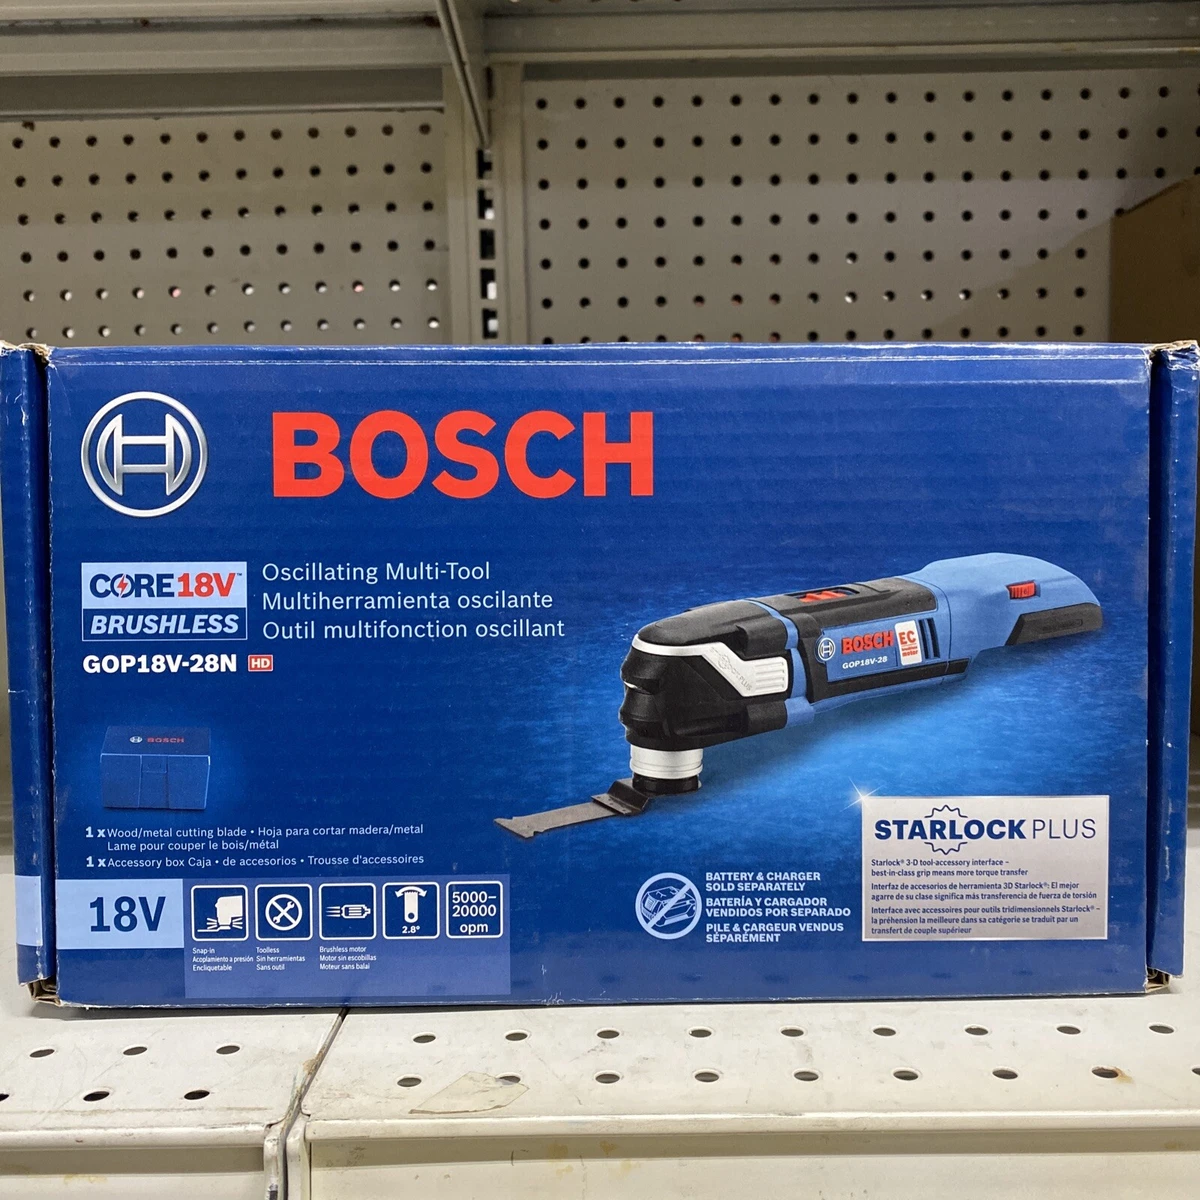 BOSCH
CORE18V™
BRUSHLESS
GOP18V-28N HD
Oscillating Multi-Tool
Multiherramienta oscilante
Outil multifonction oscillant
BOSCH
GOP18V-28
EC
PLUS
BOSCH
1 x Wood/metal cutting blade • Hoja para cortar madera/metal
Lame pour couper le bois/métal
1 x Accessory box Caja • de accesorios • Trousse d'accessoires
18V
2.8°
5000–
20000
opm
Snap-in
Acoplamiento a presión
Encliquetable
Toolless
Sin herramientas
Sans outil
Brushless motor
Motor sin escobillas
Moteur sans balai
BATTERY & CHARGER
SOLD SEPARATELY
BATERÍA Y CARGADOR
VENDIDOS POR SEPARADO
PILE & CARGEUR VENDUS
SÉPARÉMENT
STARLOCK PLUS
Starlock® 3-D tool-accessory interface –
best-in-class grip means more torque transfer
Interfaz de accesorios de herramienta 3D Starlock®: El mejor
agarre de su clase significa más transferencia de fuerza de torsión
Interface avec accessoires pour outils tridimensionnels Starlock® –
la préhension la meilleure dans sa catégorie se traduit par un
transfert de couple supérieur